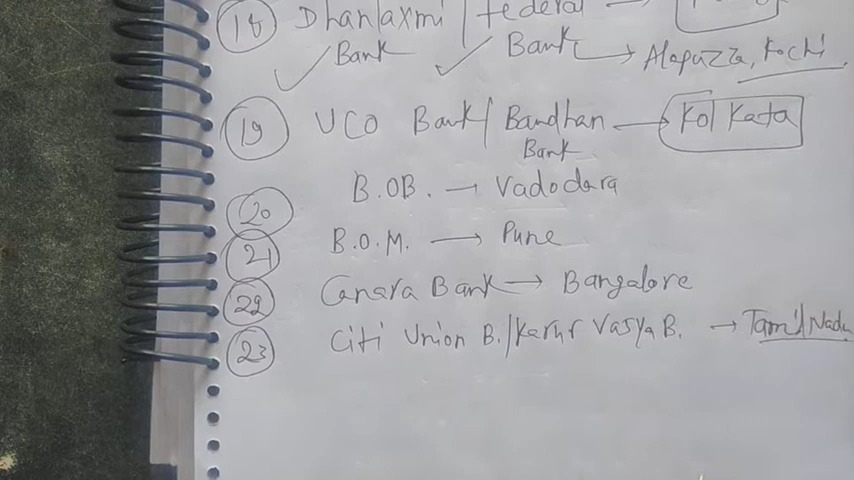 18 Dhanlaxmi / Federal →
Bank Bank → Alapuzza, Kochi.
19 UCO Bank / Bandhan → Kolkata
Bank
20 B.OB. → Vadodara
21 B.O.M. → Pune
22 Canara Bank → Bangalore
23 Citi Union B. / Karur Vasya B. → Tamil Nadu